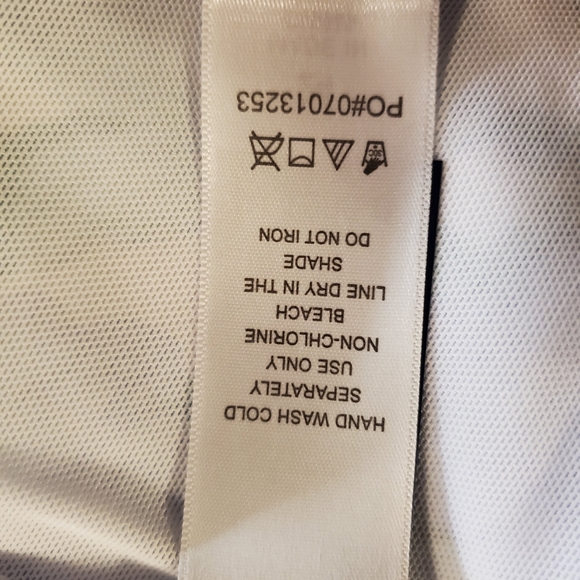 HAND WASH COLD
SEPARATELY
USE ONLY
NON-CHLORINE
BLEACH
LINE DRY IN THE
SHADE
DO NOT IRON
PO#07013253